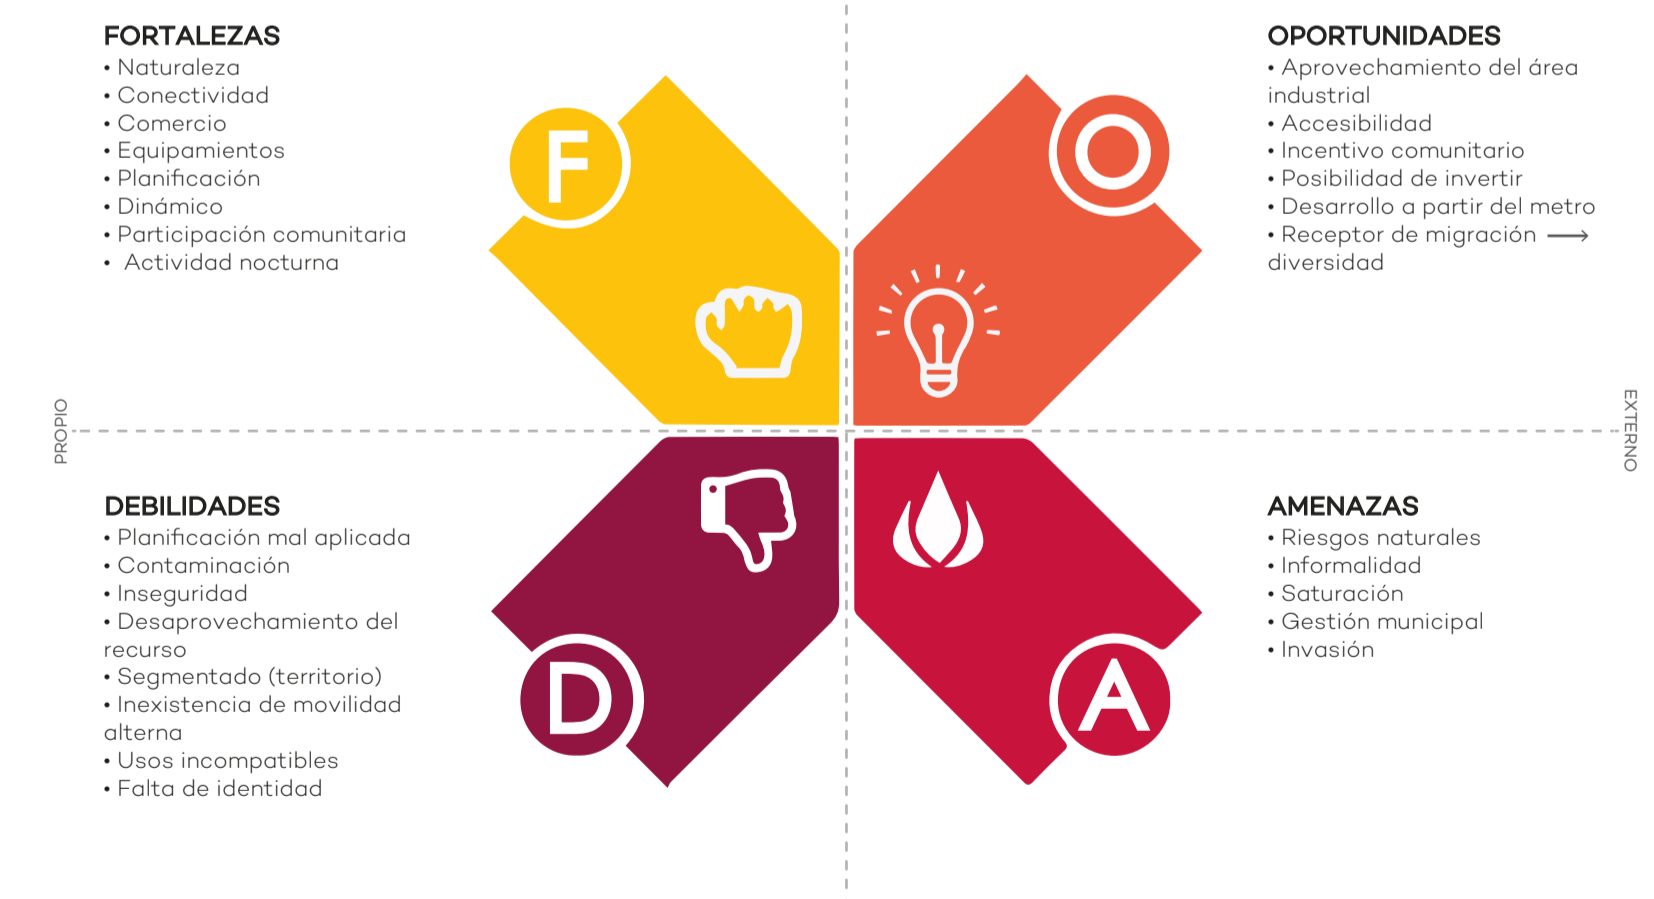 FORTALEZAS
• Naturaleza
• Conectividad
• Comercio
• Equipamientos
• Planificación
• Dinámico
• Participación comunitaria
• Actividad nocturna
F
OPORTUNIDADES
• Aprovechamiento del área
industrial
• Accesibilidad
• Incentivo comunitario
• Posibilidad de invertir
• Desarrollo a partir del metro
• Receptor de migración ⟶
diversidad
O
PROPIO
EXTERNO
DEBILIDADES
• Planificación mal aplicada
• Contaminación
• Inseguridad
• Desaprovechamiento del
recurso
• Segmentado (territorio)
• Inexistencia de movilidad
alterna
• Usos incompatibles
• Falta de identidad
D
AMENAZAS
• Riesgos naturales
• Informalidad
• Saturación
• Gestión municipal
• Invasión
A